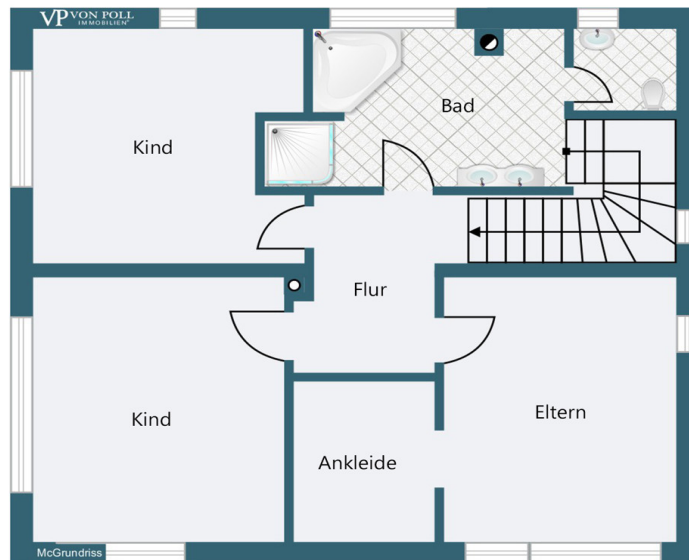 VP VON POLL
IMMOBILIEN
Kind
Bad
Flur
Kind
Ankleide
Eltern
McGrundriss